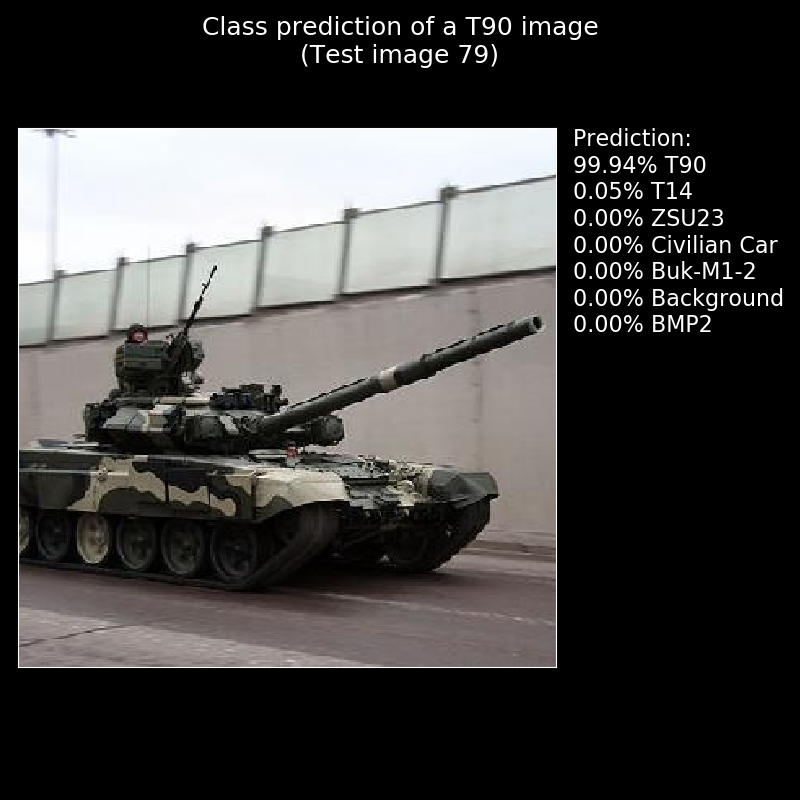 Class prediction of a T90 image
(Test image 79)
Prediction:
99.94% T90
0.05% T14
0.00% ZSU23
0.00% Civilian Car
0.00% Buk-M1-2
0.00% Background
0.00% BMP2